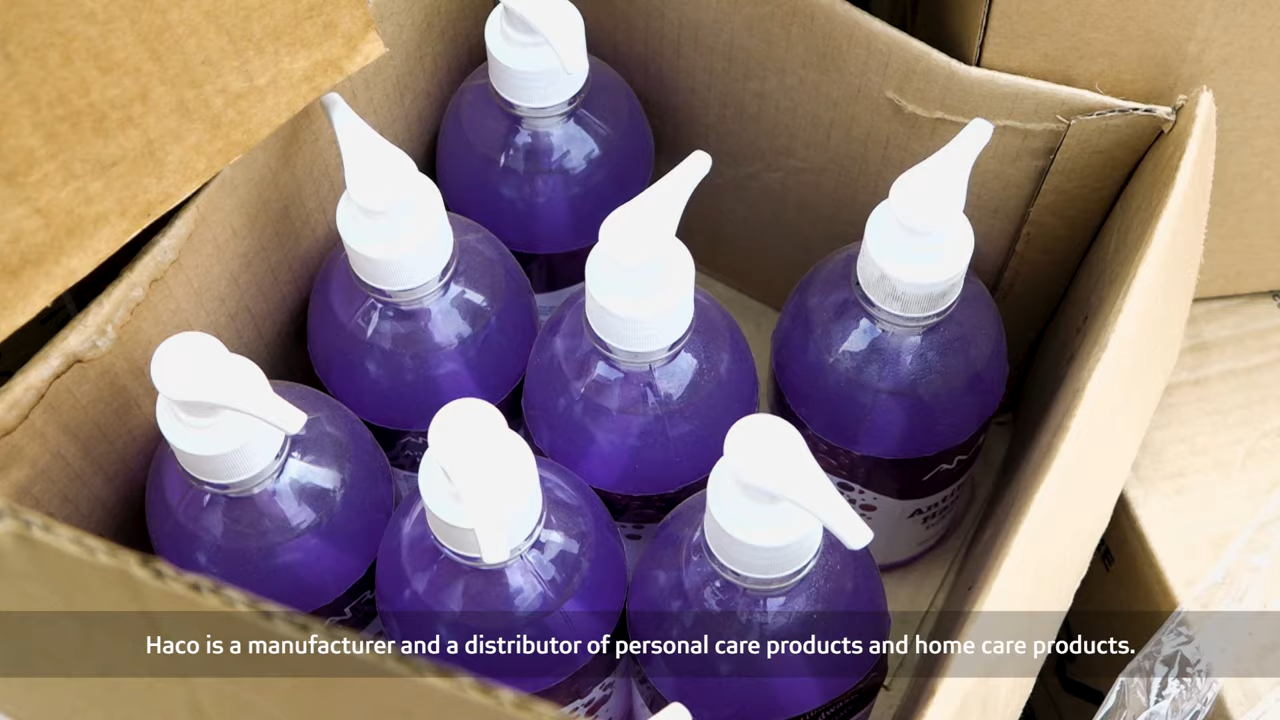 Haco is a manufacturer and a distributor of personal care products and home care products.